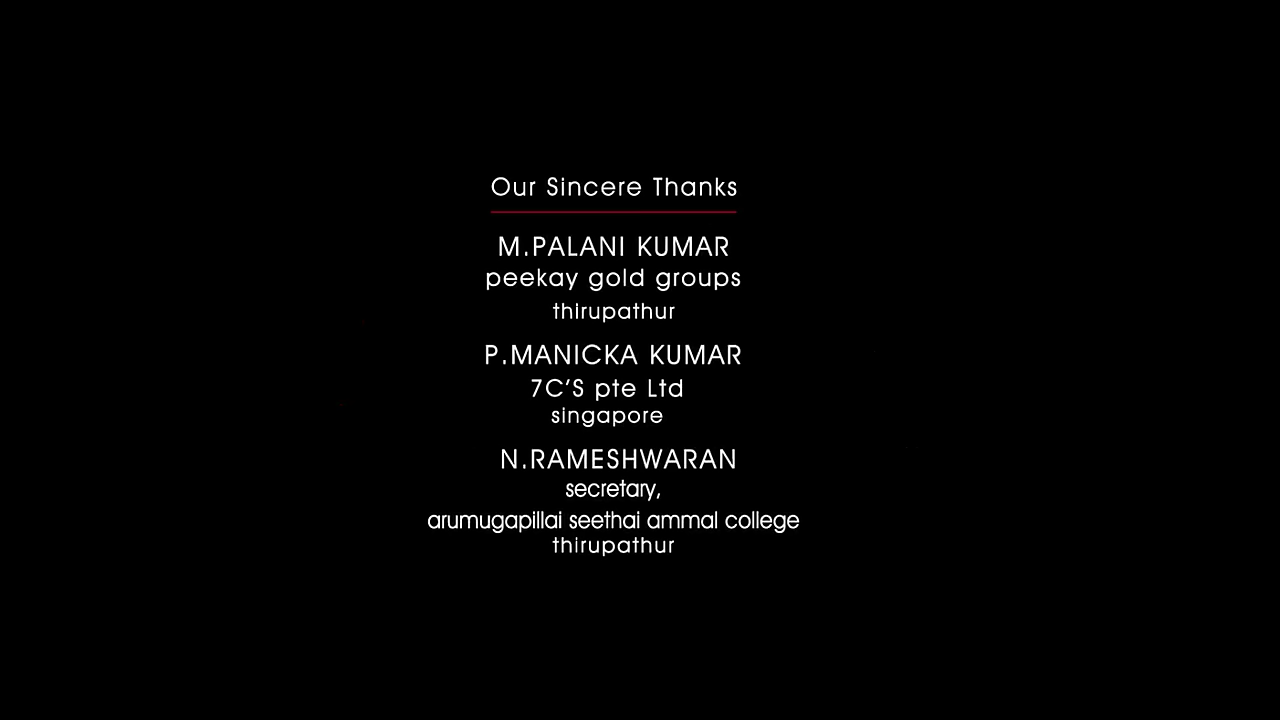 Our Sincere Thanks
M.PALANI KUMAR
peekay gold groups
thirupathur
P.MANICKA KUMAR
7C'S pte Ltd
singapore
N.RAMESHWARAN
secretary,
arumugapillai seethai ammal college
thirupathur